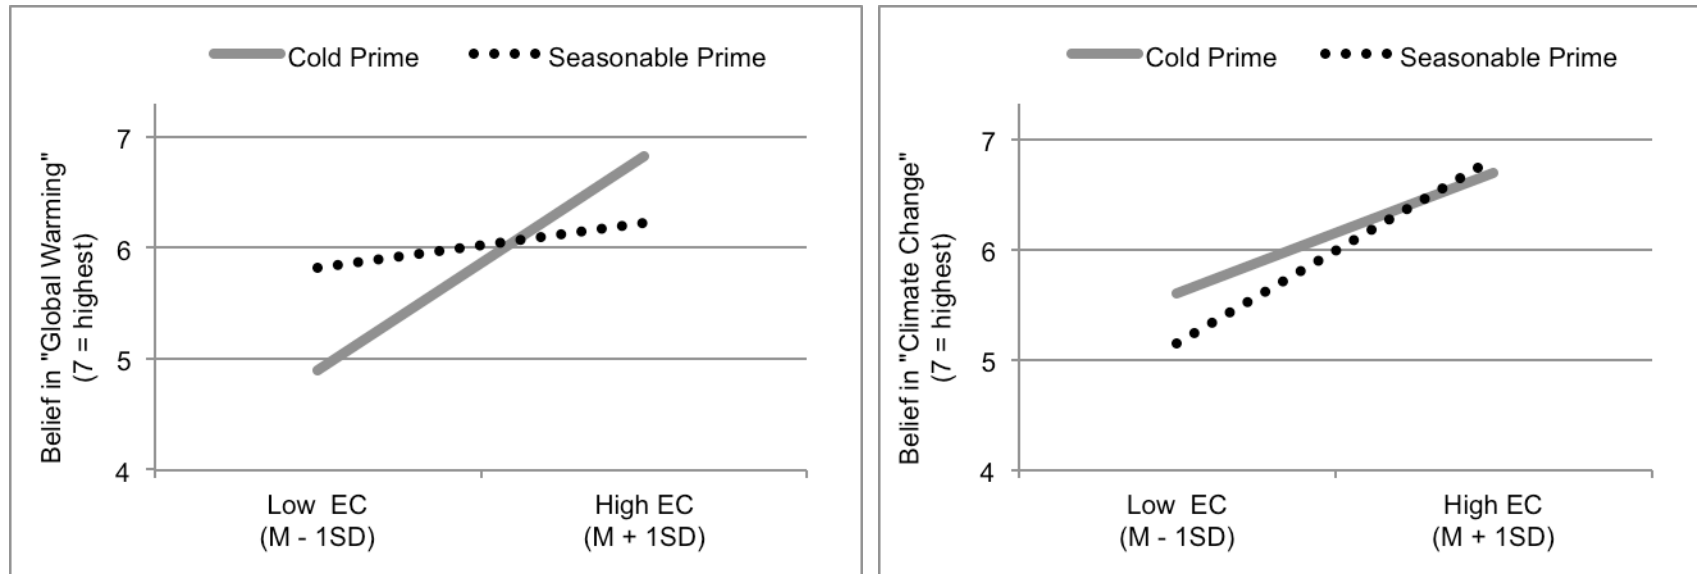 Cold Prime
Seasonable Prime
Belief in "Global Warming"
(7 = highest)
7
6
5
4
Low EC
(M - 1SD)
High EC
(M + 1SD)
Cold Prime
Seasonable Prime
Belief in "Climate Change"
(7 = highest)
7
6
5
4
Low EC
(M - 1SD)
High EC
(M + 1SD)